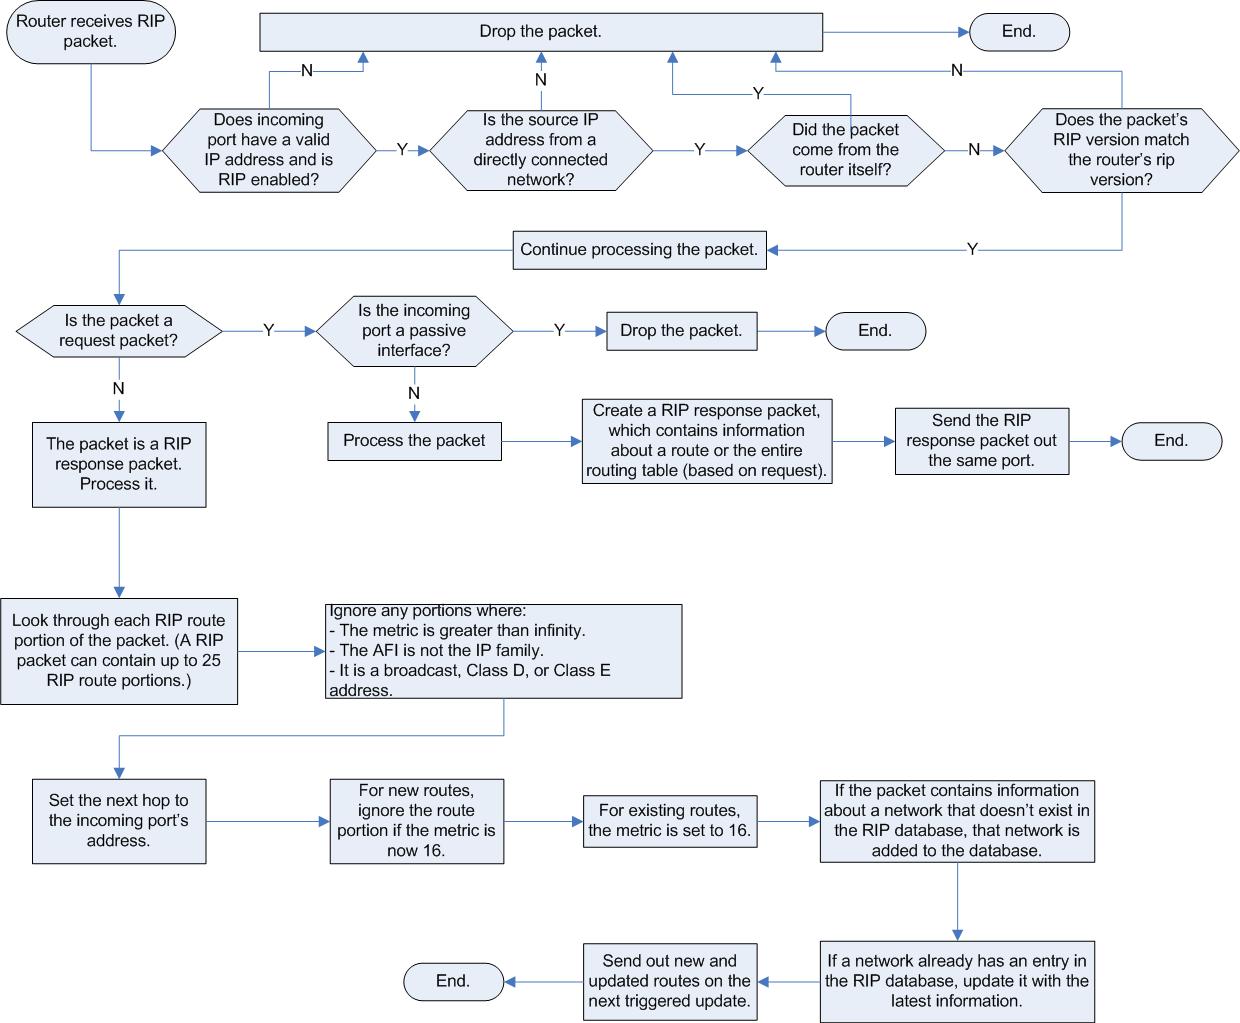 Router receives RIP
packet.
Drop the packet.
End.
N
N
Y
N
Does incoming
port have a valid
IP address and is
RIP enabled?
Y
Is the source IP
address from a
directly connected
network?
Y
Did the packet
come from the
router itself?
N
Does the packet's
RIP version match
the router's rip
version?
Y
Continue processing the packet.
Is the packet a
request packet?
Y
Is the incoming
port a passive
interface?
Y
Drop the packet.
End.
N
N
The packet is a RIP
response packet.
Process it.
Process the packet
Create a RIP response packet,
which contains information
about a route or the entire
routing table (based on request).
Send the RIP
response packet out
the same port.
End.
Look through each RIP route
portion of the packet. (A RIP
packet can contain up to 25
RIP route portions.)
Ignore any portions where:
- The metric is greater than infinity.
- The AFI is not the IP family.
- It is a broadcast, Class D, or Class E
address.
Set the next hop to
the incoming port's
address.
For new routes,
ignore the route
portion if the metric is
now 16.
For existing routes,
the metric is set to 16.
If the packet contains information
about a network that doesn't exist in
the RIP database, that network is
added to the database.
If a network already has an entry in
the RIP database, update it with the
latest information.
Send out new and
updated routes on the
next triggered update.
End.